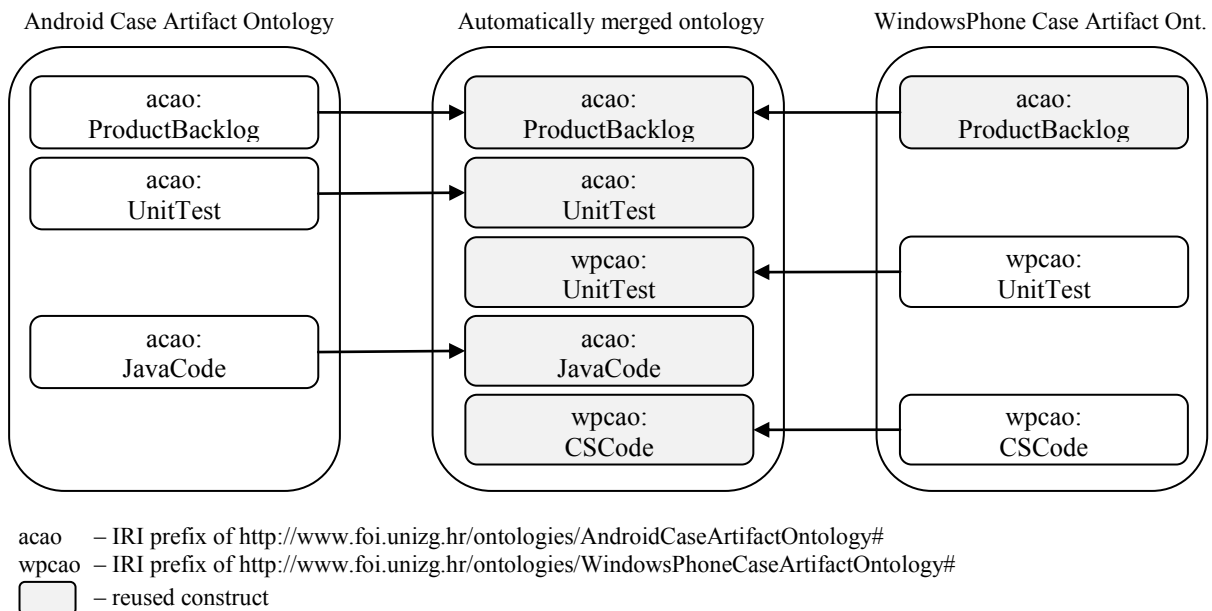 Android Case Artifact Ontology
Automatically merged ontology
WindowsPhone Case Artifact Ont.
acao:
ProductBacklog
acao:
ProductBacklog
acao:
ProductBacklog
acao:
UnitTest
acao:
UnitTest
wpcao:
UnitTest
wpcao:
UnitTest
acao:
JavaCode
acao:
JavaCode
wpcao:
CSCode
wpcao:
CSCode
acao – IRI prefix of http://www.foi.unizg.hr/ontologies/AndroidCaseArtifactOntology#
wpcao – IRI prefix of http://www.foi.unizg.hr/ontologies/WindowsPhoneCaseArtifactOntology#
– reused construct